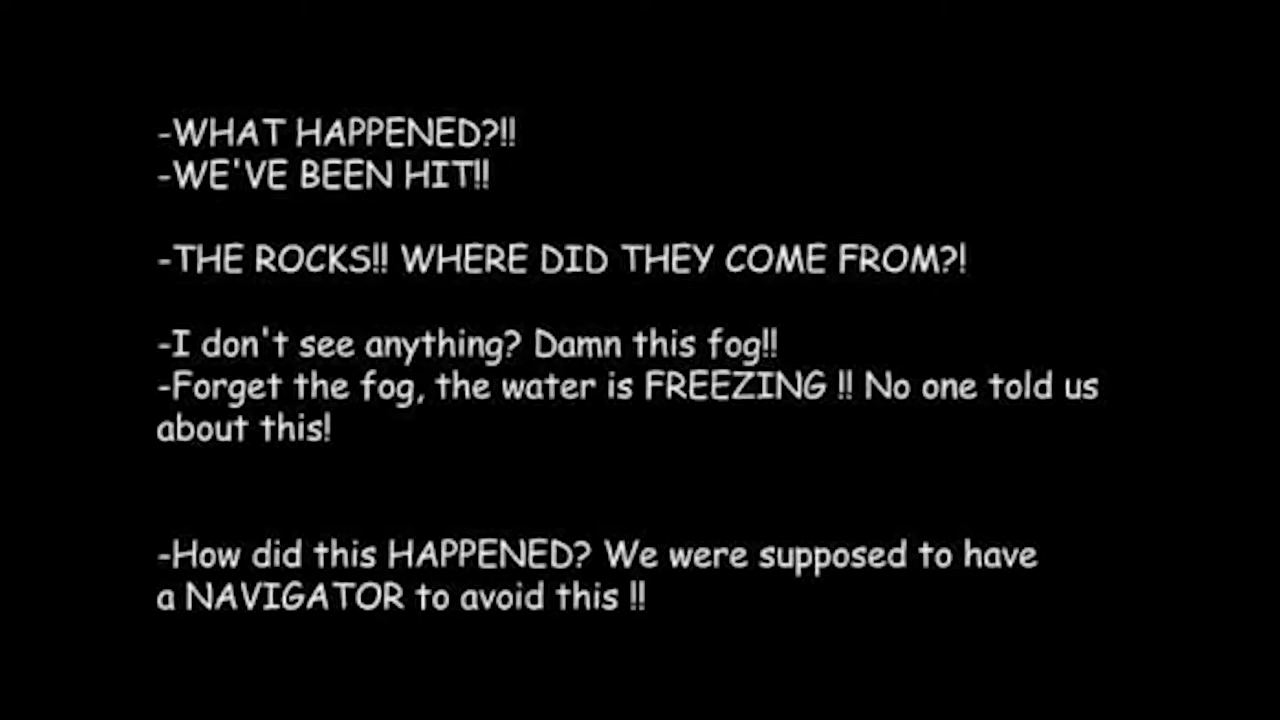 -WHAT HAPPENED?!!
-WE'VE BEEN HIT!!
-THE ROCKS!! WHERE DID THEY COME FROM?!
-I don't see anything? Damn this fog!!
-Forget the fog, the water is FREEZING !! No one told us
about this!
-How did this HAPPENED? We were supposed to have
a NAVIGATOR to avoid this !!